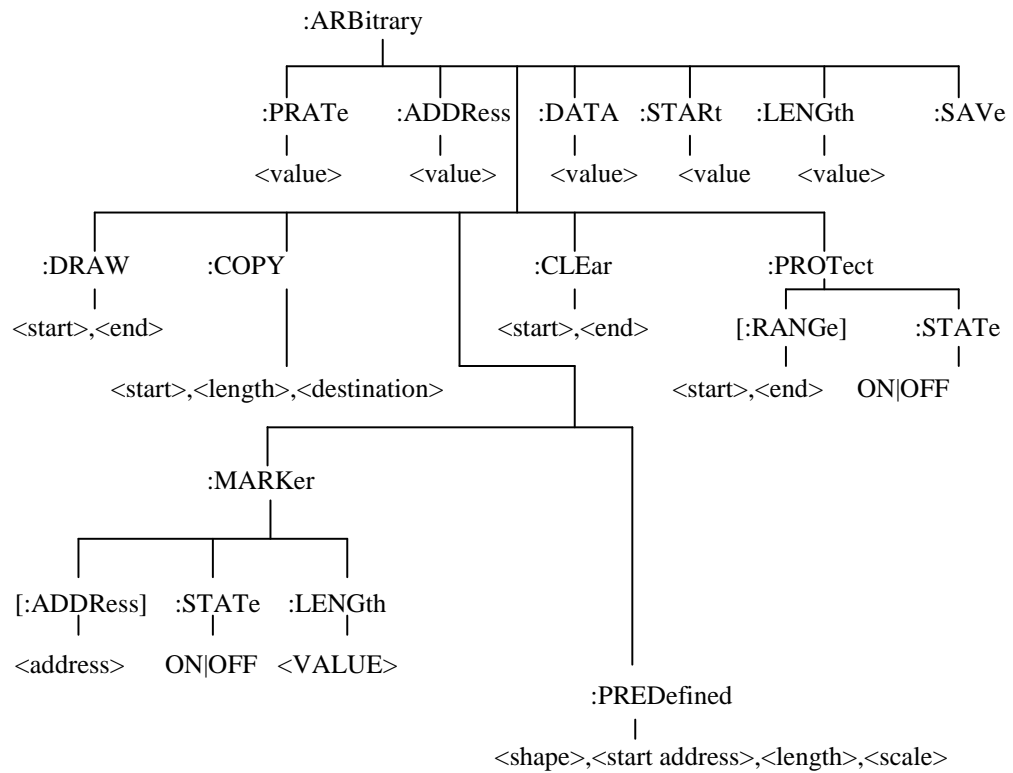 :ARBitrary
:PRATe :ADDRess :DATA :STARt :LENGth :SAVe
<value> <value> <value> <value <value>
:DRAW :COPY :CLEar :PROTect
<start>,<end> <start>,<end> [:RANGe] :STATe
<start>,<length>,<destination> <start>,<end> ON|OFF
:MARKer
[:ADDRess] :STATe :LENGth
<address> ON|OFF <VALUE>
:PREDefined
<shape>,<start address>,<length>,<scale>